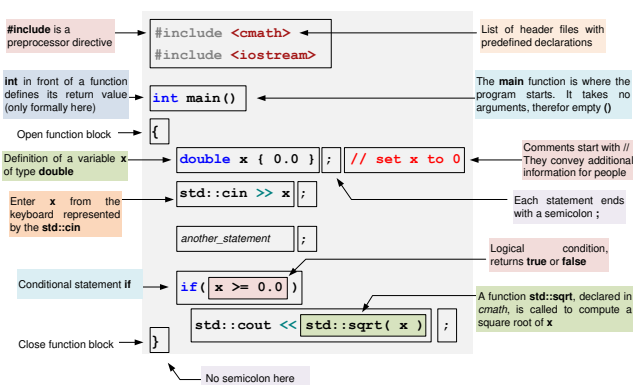 #include is a
preprocessor directive
#include <cmath>
#include <iostream>
List of header files with
predefined declarations
int in front of a function
defines its return value
(only formally here)
int main()
The main function is where the
program starts. It takes no
arguments, therefor empty ()
Open function block
{
Definition of a variable x
of type double
double x { 0.0 } ; // set x to 0
Comments start with //
They convey additional
information for people
Enter x from the
keyboard represented
by the std::cin
std::cin >> x ;
Each statement ends
with a semicolon ;
another_statement ;
Logical condition,
returns true or false
Conditional statement if
if( x >= 0.0 )
A function std::sqrt, declared in
cmath, is called to compute a
square root of x
std::cout << std::sqrt( x ) ;
Close function block
}
No semicolon here